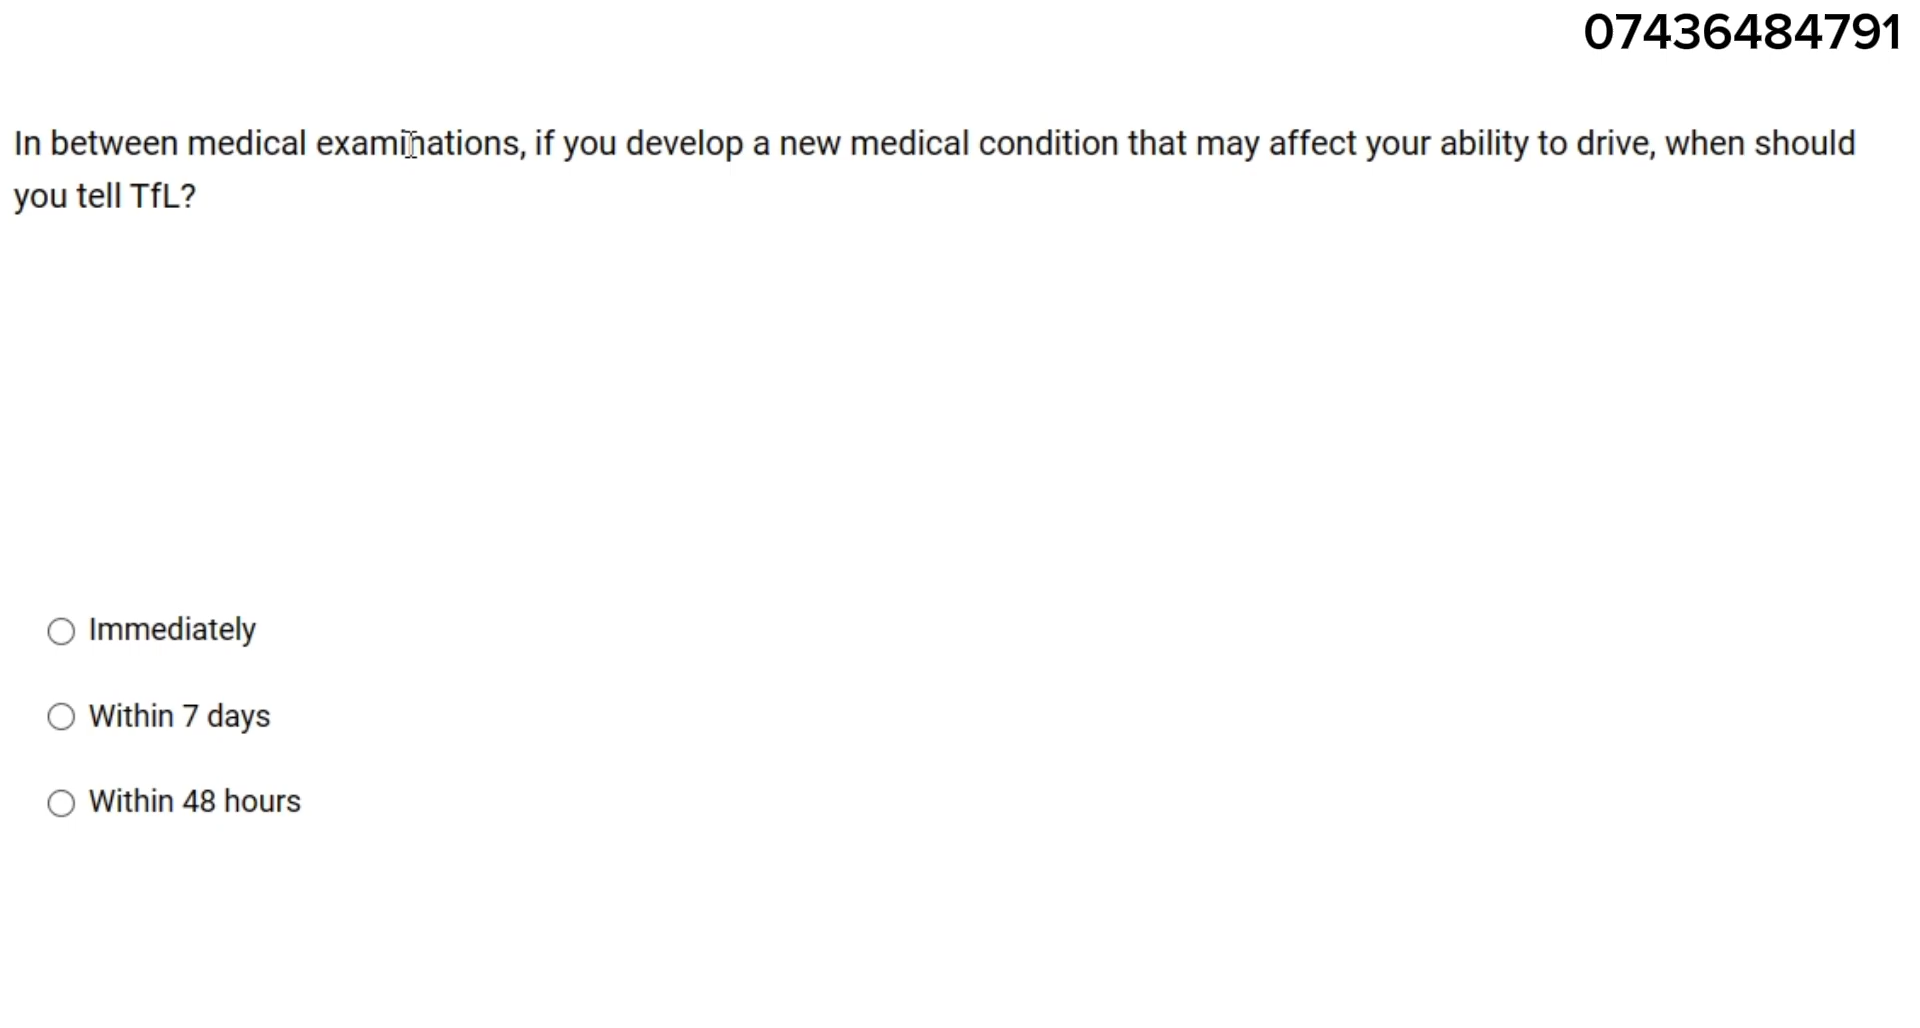 07436484791
In between medical examinations, if you develop a new medical condition that may affect your ability to drive, when should
you tell TfL?
Immediately
Within 7 days
Within 48 hours